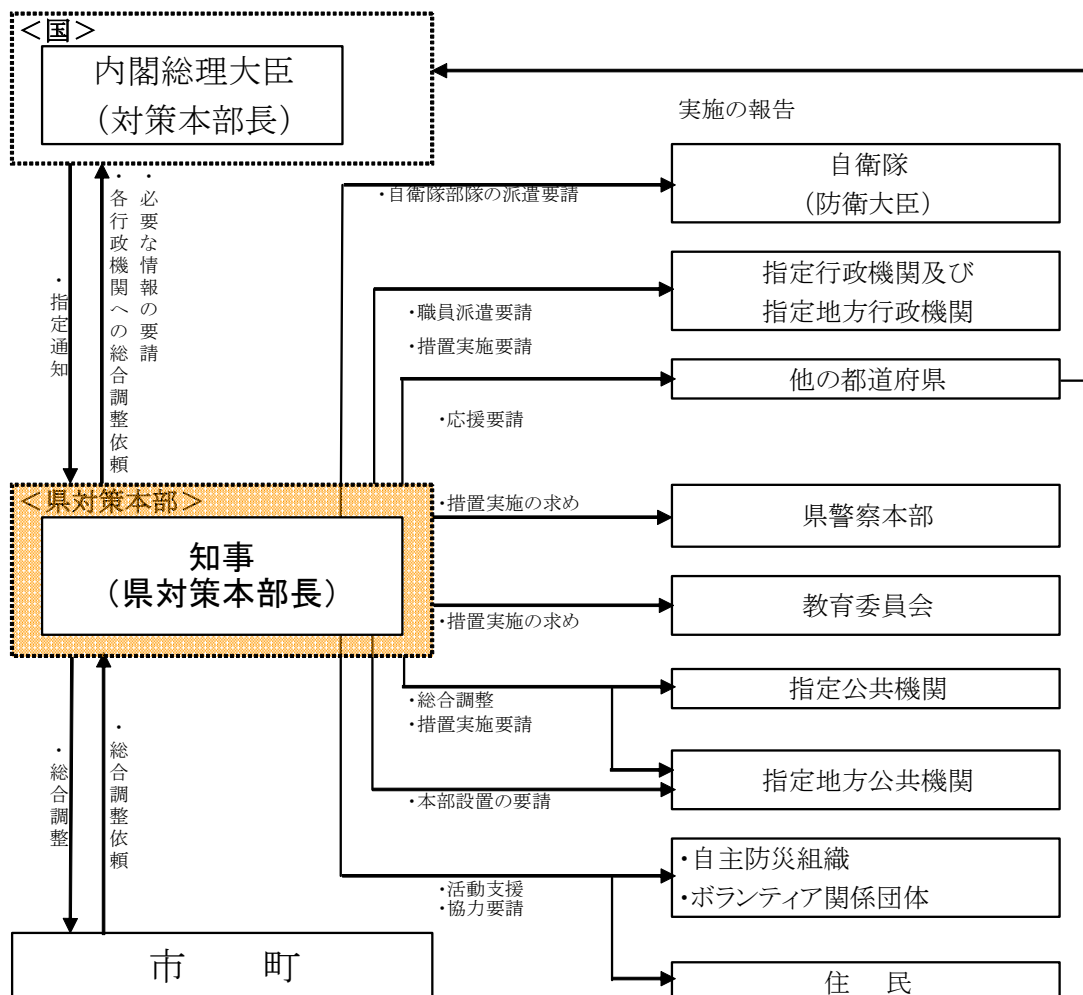 ＜国＞
内閣総理大臣
（対策本部長）
実施の報告
・自衛隊部隊の派遣要請
自衛隊
（防衛大臣）
・指定通知
・必要な情報の要請
・各行政機関への総合調整依頼
・職員派遣要請
・措置実施要請
指定行政機関及び
指定地方行政機関
他の都道府県
・応援要請
＜県対策本部＞
知事
（県対策本部長）
・措置実施の求め
県警察本部
・措置実施の求め
教育委員会
・総合調整
・措置実施要請
指定公共機関
・本部設置の要請
指定地方公共機関
・総合調整
・総合調整依頼
・活動支援
・協力要請
・自主防災組織
・ボランティア関係団体
市　町
住　民